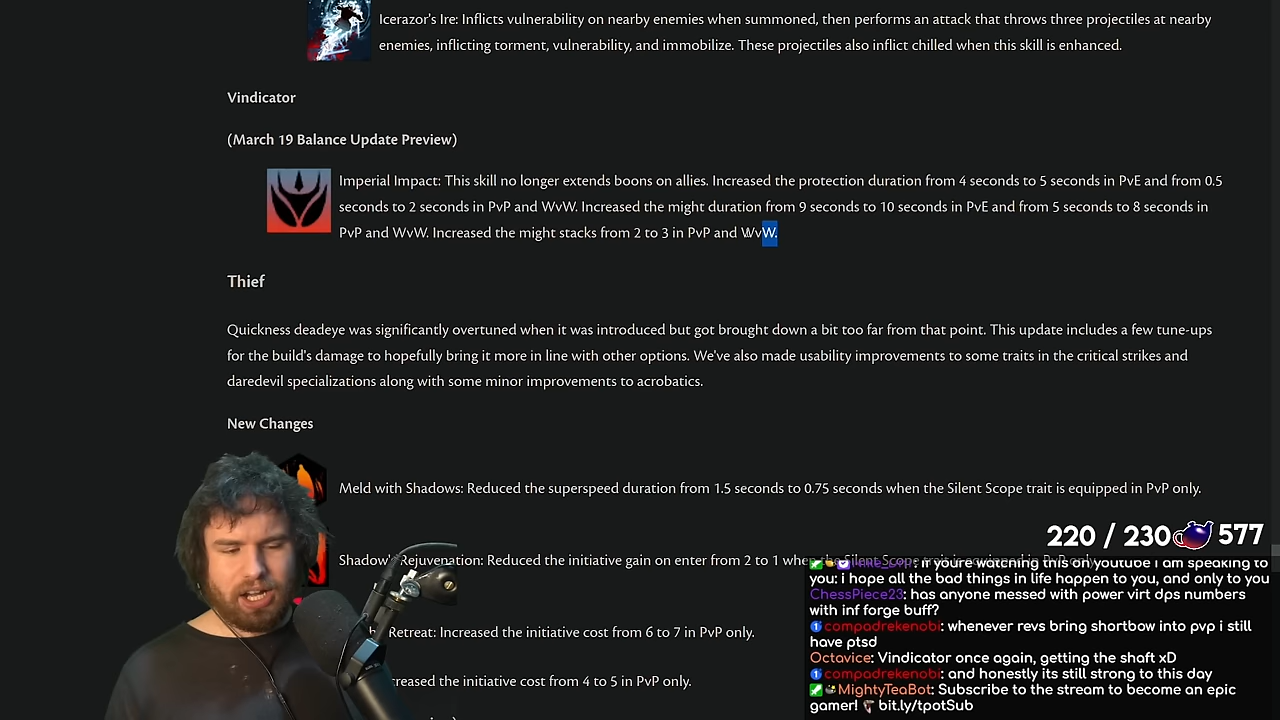 Icerazor's Ire: Inflicts vulnerability on nearby enemies when summoned, then performs an attack that throws three projectiles at nearby
enemies, inflicting torment, vulnerability, and immobilize. These projectiles also inflict chilled when this skill is enhanced.
Vindicator
(March 19 Balance Update Preview)
Imperial Impact: This skill no longer extends boons on allies. Increased the protection duration from 4 seconds to 5 seconds in PvE and from 0.5
seconds to 2 seconds in PvP and WvW. Increased the might duration from 9 seconds to 10 seconds in PvE and from 5 seconds to 8 seconds in
PvP and WvW. Increased the might stacks from 2 to 3 in PvP and WvW.
Thief
Quickness deadeye was significantly overtuned when it was introduced but got brought down a bit too far from that point. This update includes a few tune-ups
for the build's damage to hopefully bring it more in line with other options. We've also made usability improvements to some traits in the critical strikes and
daredevil specializations along with some minor improvements to acrobatics.
New Changes
Meld with Shadows: Reduced the superspeed duration from 1.5 seconds to 0.75 seconds when the Silent Scope trait is equipped in PvP only.
220 / 230 577
Shadow's Rejuvenation: Reduced the initiative gain on enter from 2 to 1 when the Silent Scope trait is equipped in PvP only.
Retreat: Increased the initiative cost from 6 to 7 in PvP only.
creased the initiative cost from 4 to 5 in PvP only.
if you're watching this on youtube i am speaking to
you: i hope all the bad things in life happen to you, and only to you
ChessPiece23: has anyone messed with power virt dps numbers
with inf forge buff?
compadrekenobi: whenever revs bring shortbow into pvp i still
have ptsd
Octavice: Vindicator once again, getting the shaft xD
compadrekenobi: and honestly its still strong to this day
MightyTeaBot: Subscribe to the stream to become an epic
gamer! bit.ly/tpotSub